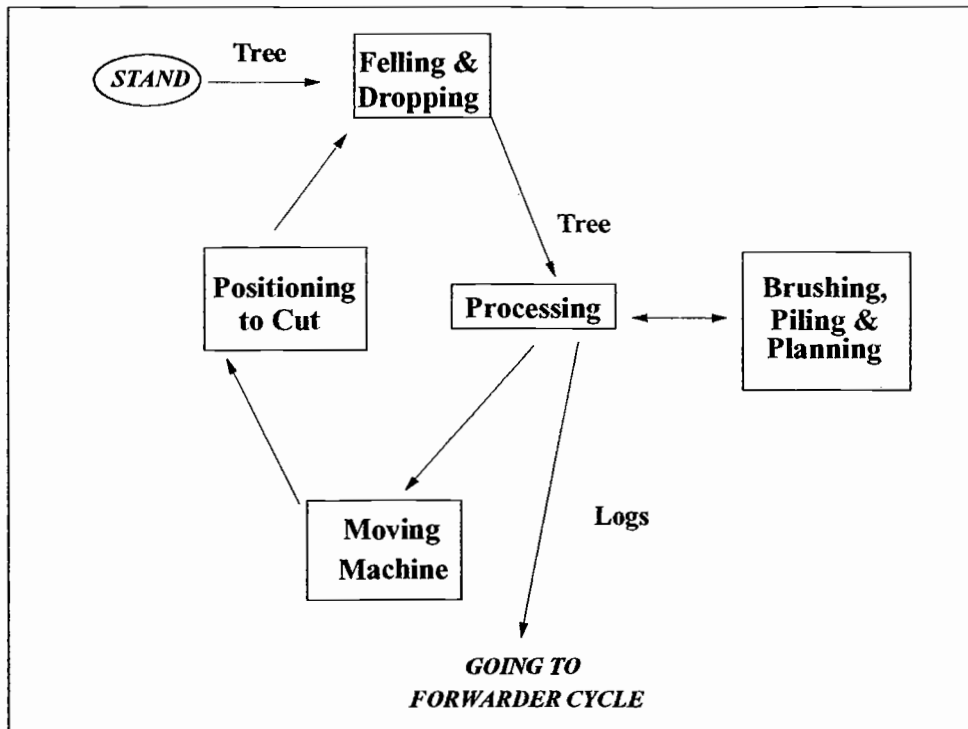 Tree
STAND
Felling &
Dropping
Tree
Positioning
to Cut
Processing
Brushing,
Piling &
Planning
Moving
Machine
Logs
GOING TO
FORWARDER CYCLE